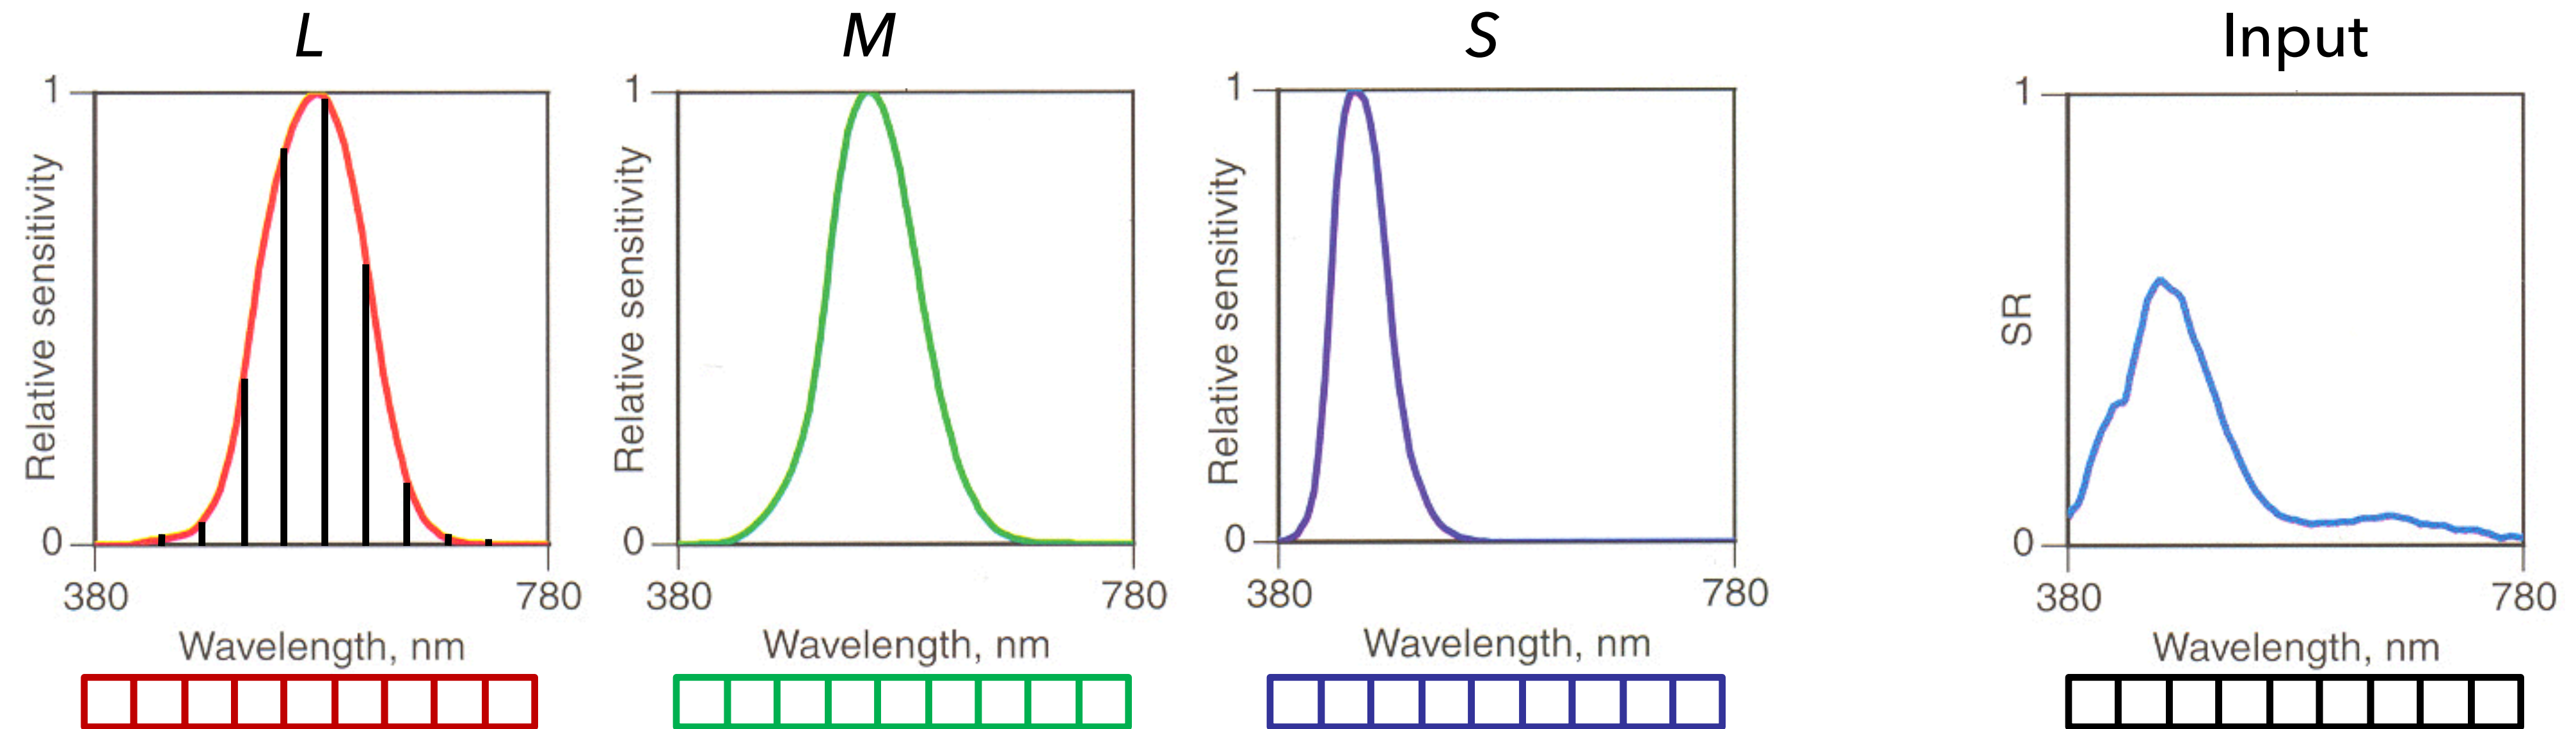 L
M
S
Input
1
Relative sensitivity
0
380
780
Wavelength, nm
1
Relative sensitivity
0
380
780
Wavelength, nm
1
Relative sensitivity
0
380
780
Wavelength, nm
1
SR
0
380
780
Wavelength, nm